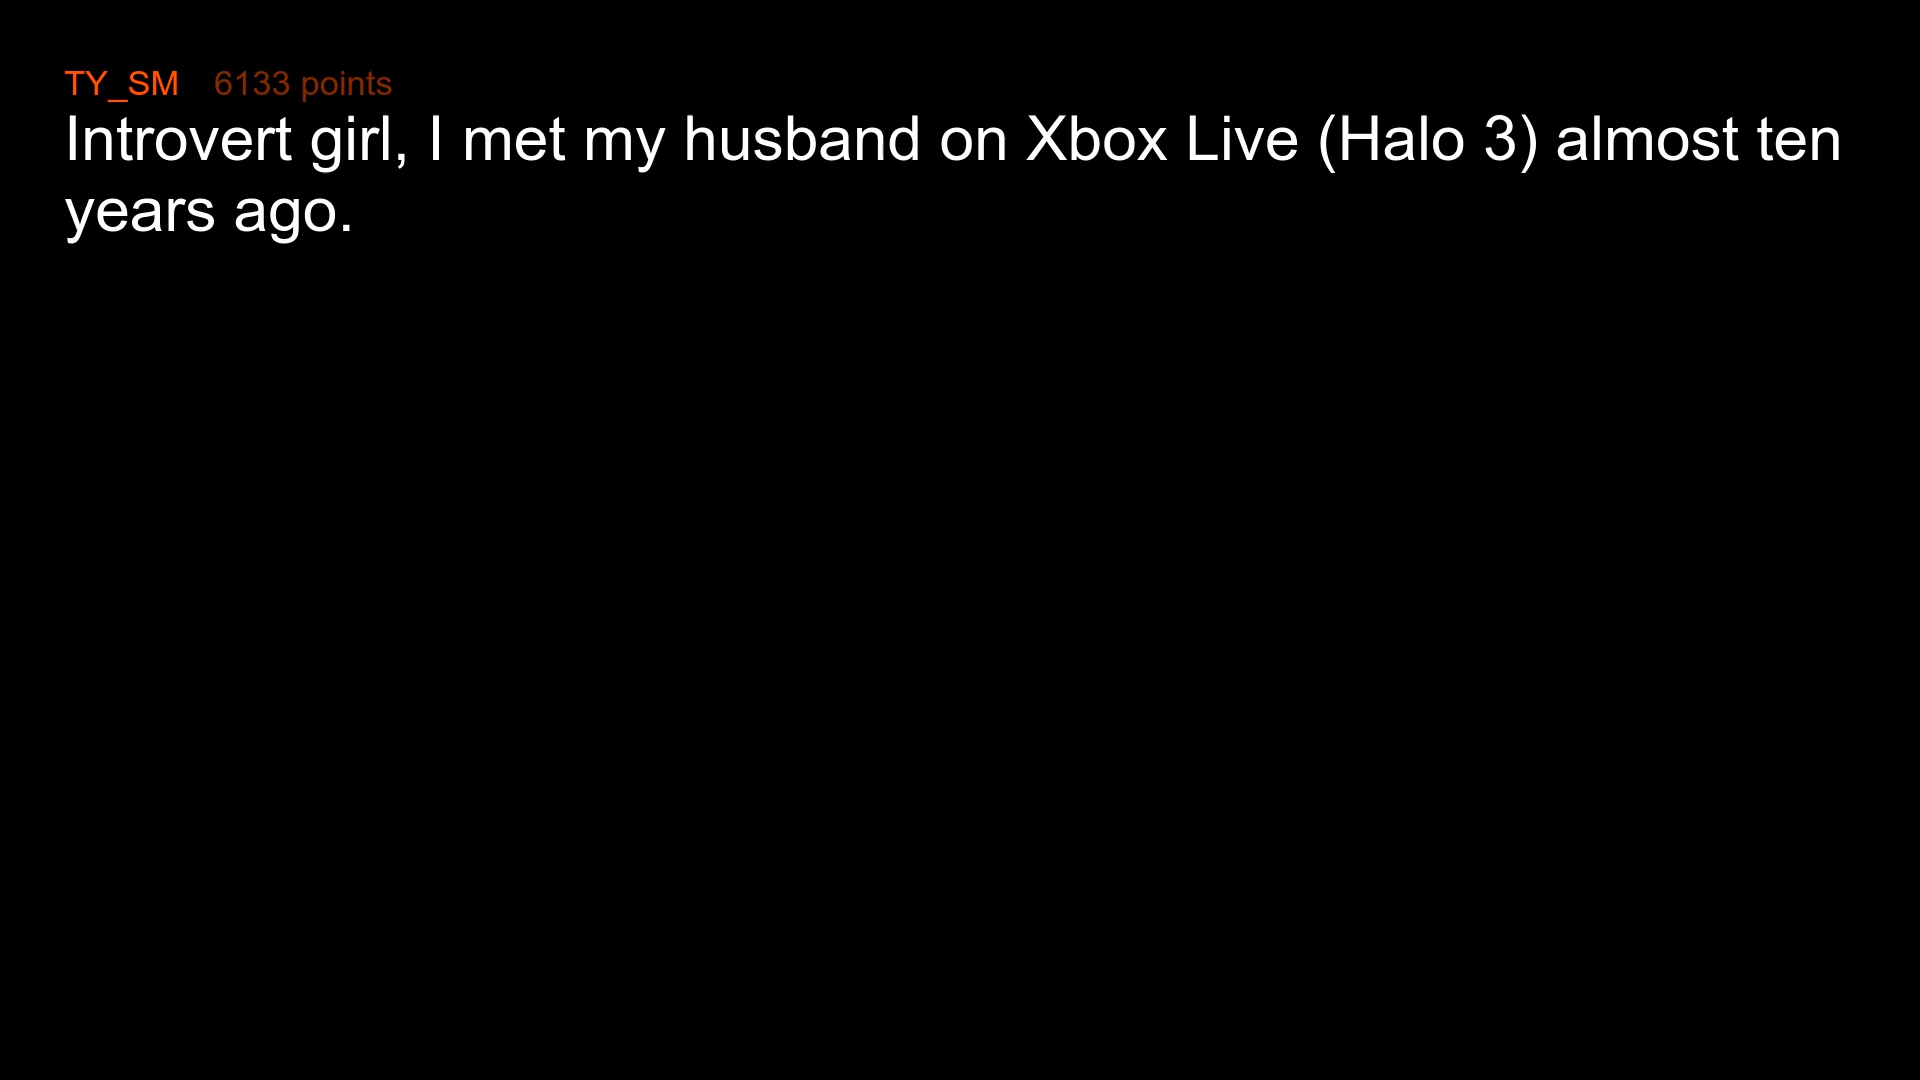 TY_SM 6133 points
Introvert girl, I met my husband on Xbox Live (Halo 3) almost ten
years ago.